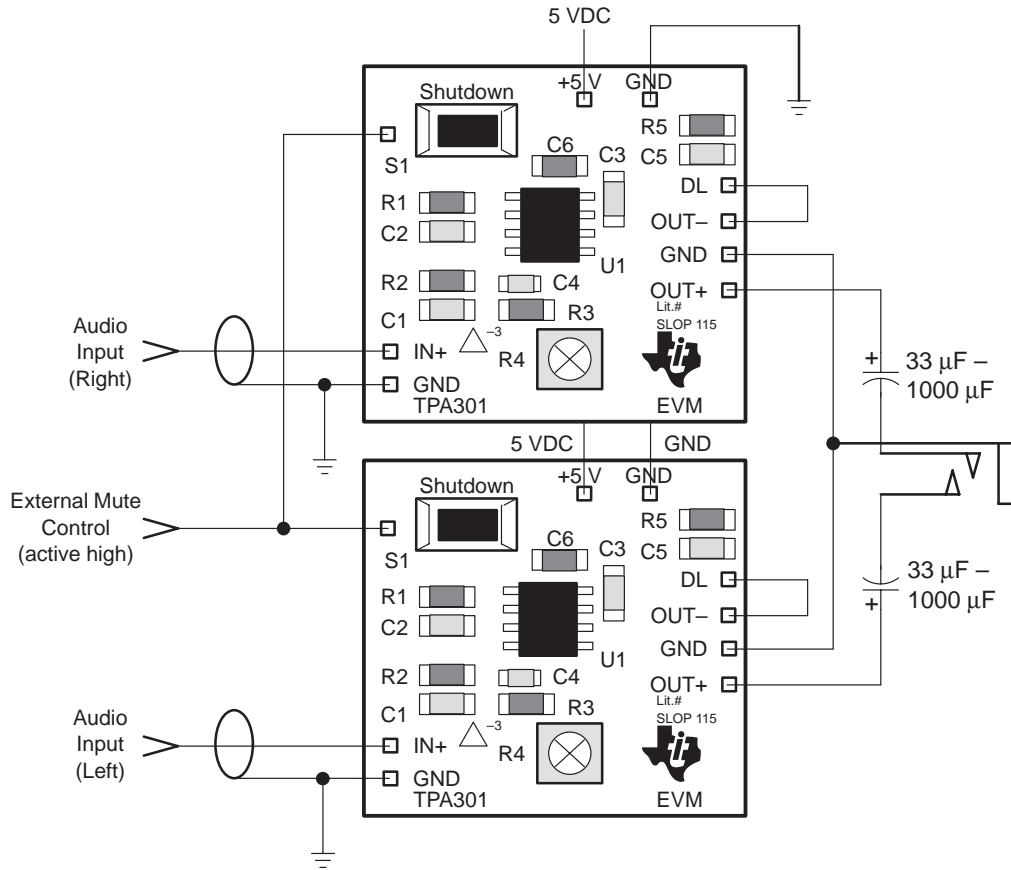 5 VDC
+5 V
GND
Shutdown
R5
C6
C3
C5
S1
DL
R1
OUT–
C2
GND
U1
R2
C4
OUT+
Lit.#
SLOP 115
C1
R3
Audio
Input
(Right)
–3
IN+
R4
33 µF –
1000 µF
+
GND
TPA301
EVM
5 VDC
GND
+5 V
GND
Shutdown
External Mute
Control
(active high)
R5
C6
C3
C5
S1
DL
33 µF –
1000 µF
+
R1
OUT–
C2
GND
U1
R2
C4
OUT+
Lit.#
SLOP 115
C1
R3
Audio
Input
(Left)
–3
IN+
R4
GND
TPA301
EVM